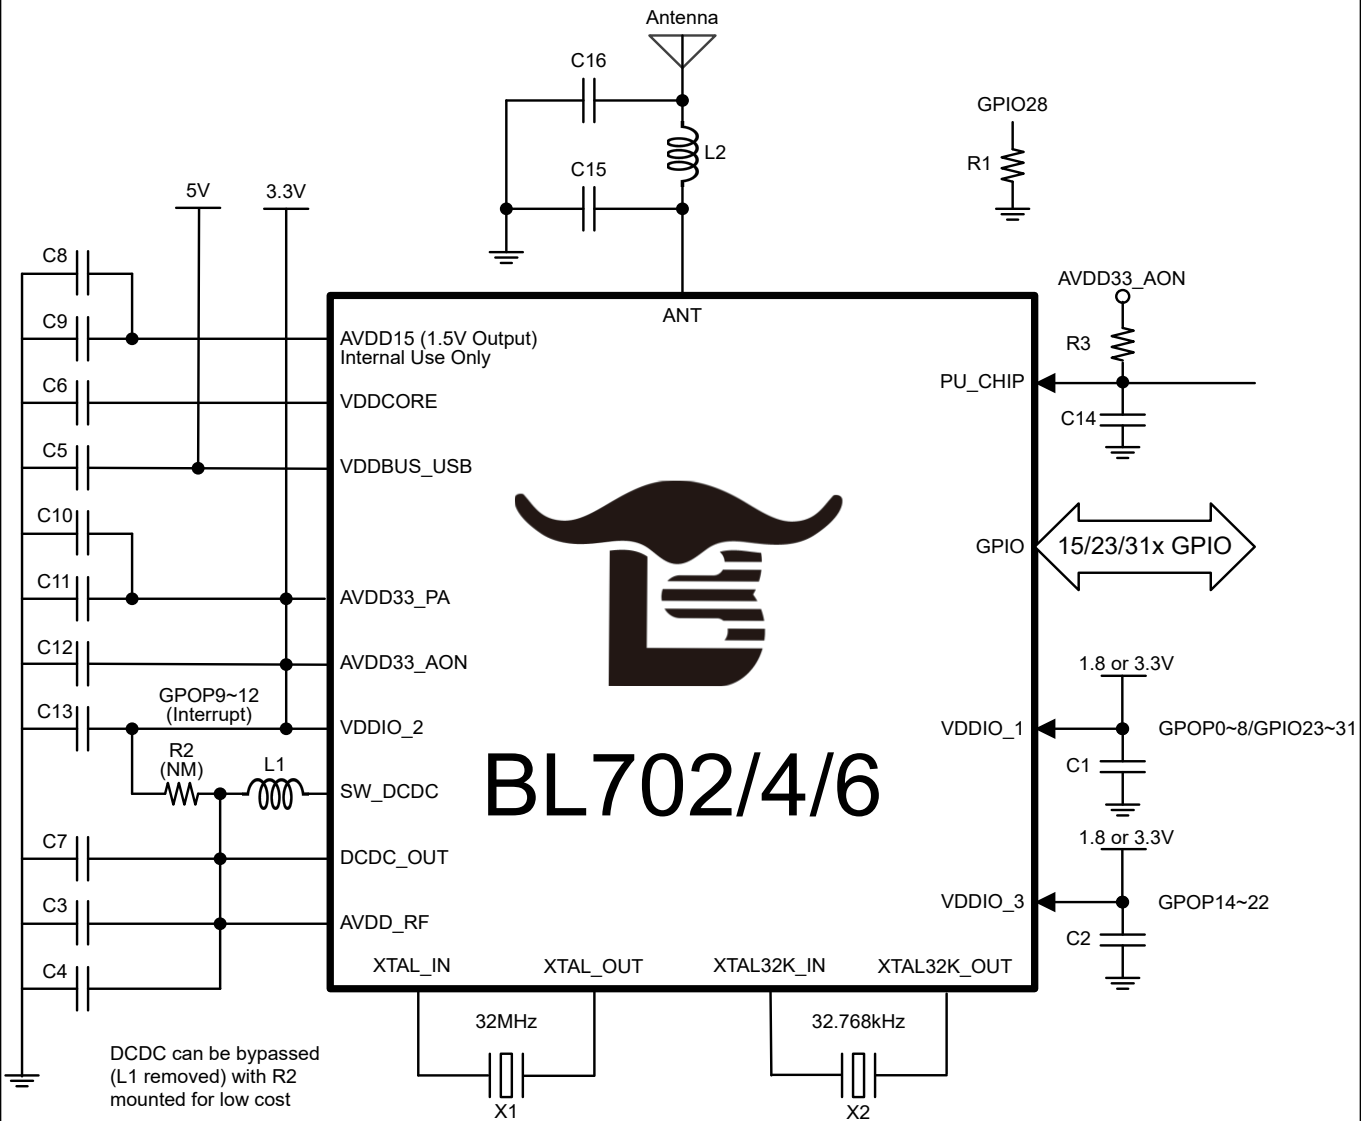 Antenna
C16
GPIO28
L2
R1
C15
5V
3.3V
C8
AVDD33_AON
ANT
C9
AVDD15 (1.5V Output)
Internal Use Only
R3
C6
VDDCORE
PU_CHIP
C14
C5
VDDBUS_USB
C10
GPIO
15/23/31x GPIO
C11
AVDD33_PA
C12
AVDD33_AON
1.8 or 3.3V
GPOP9~12
(Interrupt)
C13
VDDIO_2
VDDIO_1
GPOP0~8/GPIO23~31
R2
(NM)
L1
SW_DCDC
BL702/4/6
C1
C7
DCDC_OUT
1.8 or 3.3V
C3
AVDD_RF
VDDIO_3
GPOP14~22
C2
C4
XTAL_IN
XTAL_OUT
XTAL32K_IN
XTAL32K_OUT
32MHz
32.768kHz
DCDC can be bypassed
(L1 removed) with R2
mounted for low cost
X1
X2